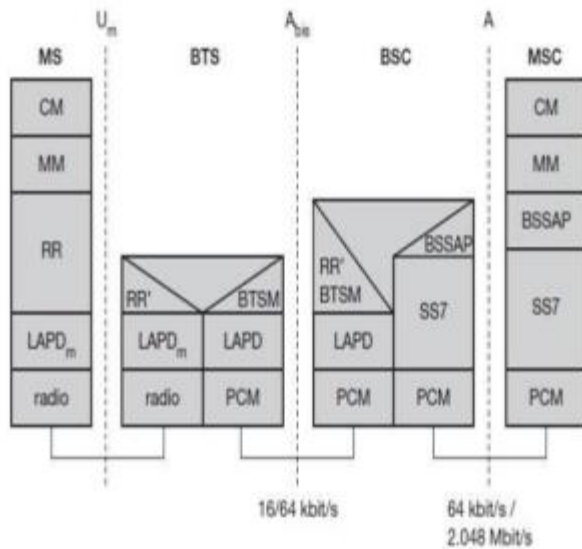 Um Abis A
MS BTS BSC MSC
CM CM
MM MM
RR BSSAP
RR' BTSM RR' BTSM BSSAP
SS7 SS7
LAPDm LAPDm LAPD LAPD
radio radio PCM PCM PCM PCM
16/64 kbit/s 64 kbit/s /
2.048 Mbit/s